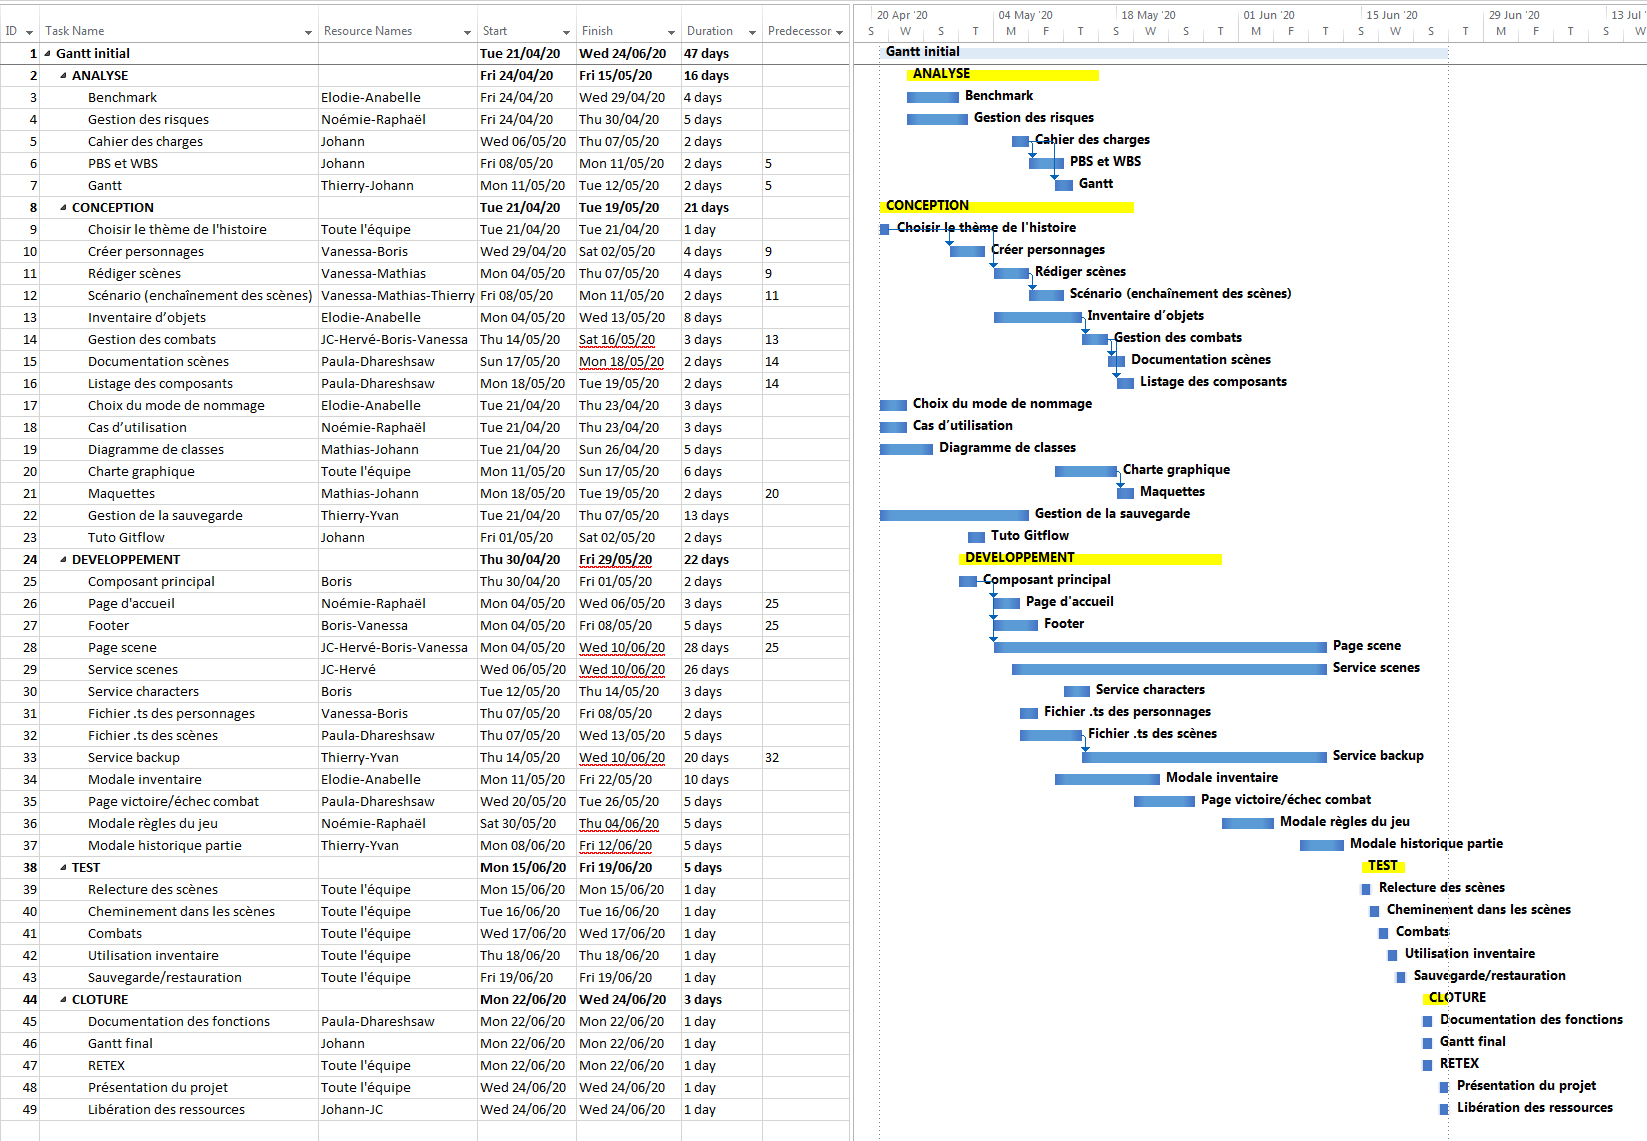 20 Apr '20 04 May '20 18 May '20 01 Jun '20 15 Jun '20 29 Jun '20 13 Jul
ID Task Name Resource Names Start Finish Duration Predecessor S W T M F S T S W M F T S W T M F S T S W
1 Gantt initial Tue 21/04/20 Wed 24/06/20 47 days Gantt initial
2 ANALYSE Fri 24/04/20 Fri 15/05/20 16 days ANALYSE
3 Benchmark Elodie-Anabelle Fri 24/04/20 Wed 29/04/20 4 days Benchmark
4 Gestion des risques Noémie-Raphaël Fri 24/04/20 Thu 30/04/20 5 days Gestion des risques
5 Cahier des charges Johann Wed 06/05/20 Thu 07/05/20 2 days Cahier des charges
6 PBS et WBS Johann Fri 08/05/20 Mon 11/05/20 2 days 5 PBS et WBS
7 Gantt Thierry-Johann Mon 11/05/20 Tue 12/05/20 2 days 5 Gantt
8 CONCEPTION Tue 21/04/20 Tue 19/05/20 21 days CONCEPTION
9 Choisir le thème de l'histoire Toute l'équipe Tue 21/04/20 Tue 21/04/20 1 day Choisir le thème de l'histoire
10 Créer personnages Vanessa-Boris Wed 29/04/20 Sat 02/05/20 4 days 9 Créer personnages
11 Rédiger scènes Vanessa-Mathias Mon 04/05/20 Thu 07/05/20 4 days 9 Rédiger scènes
12 Scénario (enchaînement des scènes) Vanessa-Mathias-Thierry Fri 08/05/20 Mon 11/05/20 2 days 11 Scénario (enchaînement des scènes)
13 Inventaire d’objets Elodie-Anabelle Mon 04/05/20 Wed 13/05/20 8 days Inventaire d’objets
14 Gestion des combats JC-Hervé-Boris-Vanessa Thu 14/05/20 Sat 16/05/20 3 days 13 Gestion des combats
15 Documentation scènes Paula-Dhareshsaw Sun 17/05/20 Mon 18/05/20 2 days 14 Documentation scènes
16 Listage des composants Paula-Dhareshsaw Mon 18/05/20 Tue 19/05/20 2 days 14 Listage des composants
17 Choix du mode de nommage Elodie-Anabelle Tue 21/04/20 Thu 23/04/20 3 days Choix du mode de nommage
18 Cas d’utilisation Noémie-Raphaël Tue 21/04/20 Thu 23/04/20 3 days Cas d’utilisation
19 Diagramme de classes Mathias-Johann Tue 21/04/20 Sun 26/04/20 5 days Diagramme de classes
20 Charte graphique Toute l'équipe Mon 11/05/20 Sun 17/05/20 6 days Charte graphique
21 Maquettes Mathias-Johann Mon 18/05/20 Tue 19/05/20 2 days 20 Maquettes
22 Gestion de la sauvegarde Thierry-Yvan Tue 21/04/20 Thu 07/05/20 13 days Gestion de la sauvegarde
23 Tuto Gitflow Johann Fri 01/05/20 Sat 02/05/20 2 days Tuto Gitflow
24 DEVELOPPEMENT Thu 30/04/20 Fri 29/05/20 22 days DEVELOPPEMENT
25 Composant principal Boris Thu 30/04/20 Fri 01/05/20 2 days Composant principal
26 Page d'accueil Noémie-Raphaël Mon 04/05/20 Wed 06/05/20 3 days 25 Page d'accueil
27 Footer Boris-Vanessa Mon 04/05/20 Fri 08/05/20 5 days 25 Footer
28 Page scene JC-Hervé-Boris-Vanessa Mon 04/05/20 Wed 10/06/20 28 days 25 Page scene
29 Service scenes JC-Hervé Wed 06/05/20 Wed 10/06/20 26 days Service scenes
30 Service characters Boris Tue 12/05/20 Thu 14/05/20 3 days Service characters
31 Fichier .ts des personnages Vanessa-Boris Thu 07/05/20 Fri 08/05/20 2 days Fichier .ts des personnages
32 Fichier .ts des scènes Paula-Dhareshsaw Thu 07/05/20 Wed 13/05/20 5 days Fichier .ts des scènes
33 Service backup Thierry-Yvan Thu 14/05/20 Wed 10/06/20 20 days 32 Service backup
34 Modale inventaire Elodie-Anabelle Mon 11/05/20 Fri 22/05/20 10 days Modale inventaire
35 Page victoire/échec combat Paula-Dhareshsaw Wed 20/05/20 Tue 26/05/20 5 days Page victoire/échec combat
36 Modale règles du jeu Noémie-Raphaël Sat 30/05/20 Thu 04/06/20 5 days Modale règles du jeu
37 Modale historique partie Thierry-Yvan Mon 08/06/20 Fri 12/06/20 5 days Modale historique partie
38 TEST Mon 15/06/20 Fri 19/06/20 5 days TEST
39 Relecture des scènes Toute l'équipe Mon 15/06/20 Mon 15/06/20 1 day Relecture des scènes
40 Cheminement dans les scènes Toute l'équipe Tue 16/06/20 Tue 16/06/20 1 day Cheminement dans les scènes
41 Combats Toute l'équipe Wed 17/06/20 Wed 17/06/20 1 day Combats
42 Utilisation inventaire Toute l'équipe Thu 18/06/20 Thu 18/06/20 1 day Utilisation inventaire
43 Sauvegarde/restauration Toute l'équipe Fri 19/06/20 Fri 19/06/20 1 day Sauvegarde/restauration
44 CLOTURE Mon 22/06/20 Wed 24/06/20 3 days CLOTURE
45 Documentation des fonctions Paula-Dhareshsaw Mon 22/06/20 Mon 22/06/20 1 day Documentation des fonctions
46 Gantt final Johann Mon 22/06/20 Mon 22/06/20 1 day Gantt final
47 RETEX Toute l'équipe Mon 22/06/20 Mon 22/06/20 1 day RETEX
48 Présentation du projet Toute l'équipe Wed 24/06/20 Wed 24/06/20 1 day Présentation du projet
49 Libération des ressources Johann-JC Wed 24/06/20 Wed 24/06/20 1 day Libération des ressources